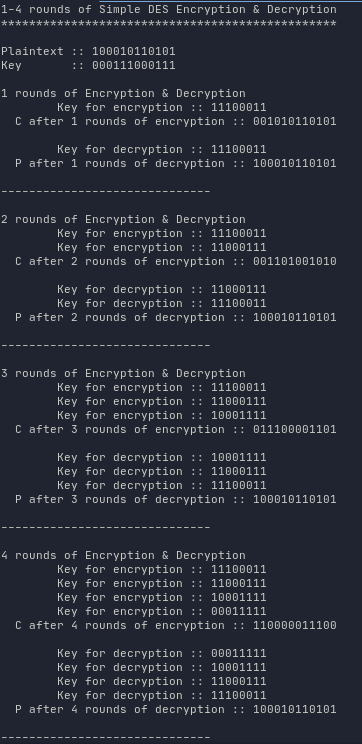 1-4 rounds of Simple DES Encryption & Decryption
************************************************
Plaintext :: 100010110101
Key       :: 000111000111
1 rounds of Encryption & Decryption
        Key for encryption :: 11100011
  C after 1 rounds of encryption :: 001010110101
        Key for decryption :: 11100011
  P after 1 rounds of decryption :: 100010110101
------------------------------
2 rounds of Encryption & Decryption
        Key for encryption :: 11100011
        Key for encryption :: 11000111
  C after 2 rounds of encryption :: 001101001010
        Key for decryption :: 11000111
        Key for decryption :: 11100011
  P after 2 rounds of decryption :: 100010110101
------------------------------
3 rounds of Encryption & Decryption
        Key for encryption :: 11100011
        Key for encryption :: 11000111
        Key for encryption :: 10001111
  C after 3 rounds of encryption :: 011100001101
        Key for decryption :: 10001111
        Key for decryption :: 11000111
        Key for decryption :: 11100011
  P after 3 rounds of decryption :: 100010110101
------------------------------
4 rounds of Encryption & Decryption
        Key for encryption :: 11100011
        Key for encryption :: 11000111
        Key for encryption :: 10001111
        Key for encryption :: 00011111
  C after 4 rounds of encryption :: 110000011100
        Key for decryption :: 00011111
        Key for decryption :: 10001111
        Key for decryption :: 11000111
        Key for decryption :: 11100011
  P after 4 rounds of decryption :: 100010110101
------------------------------